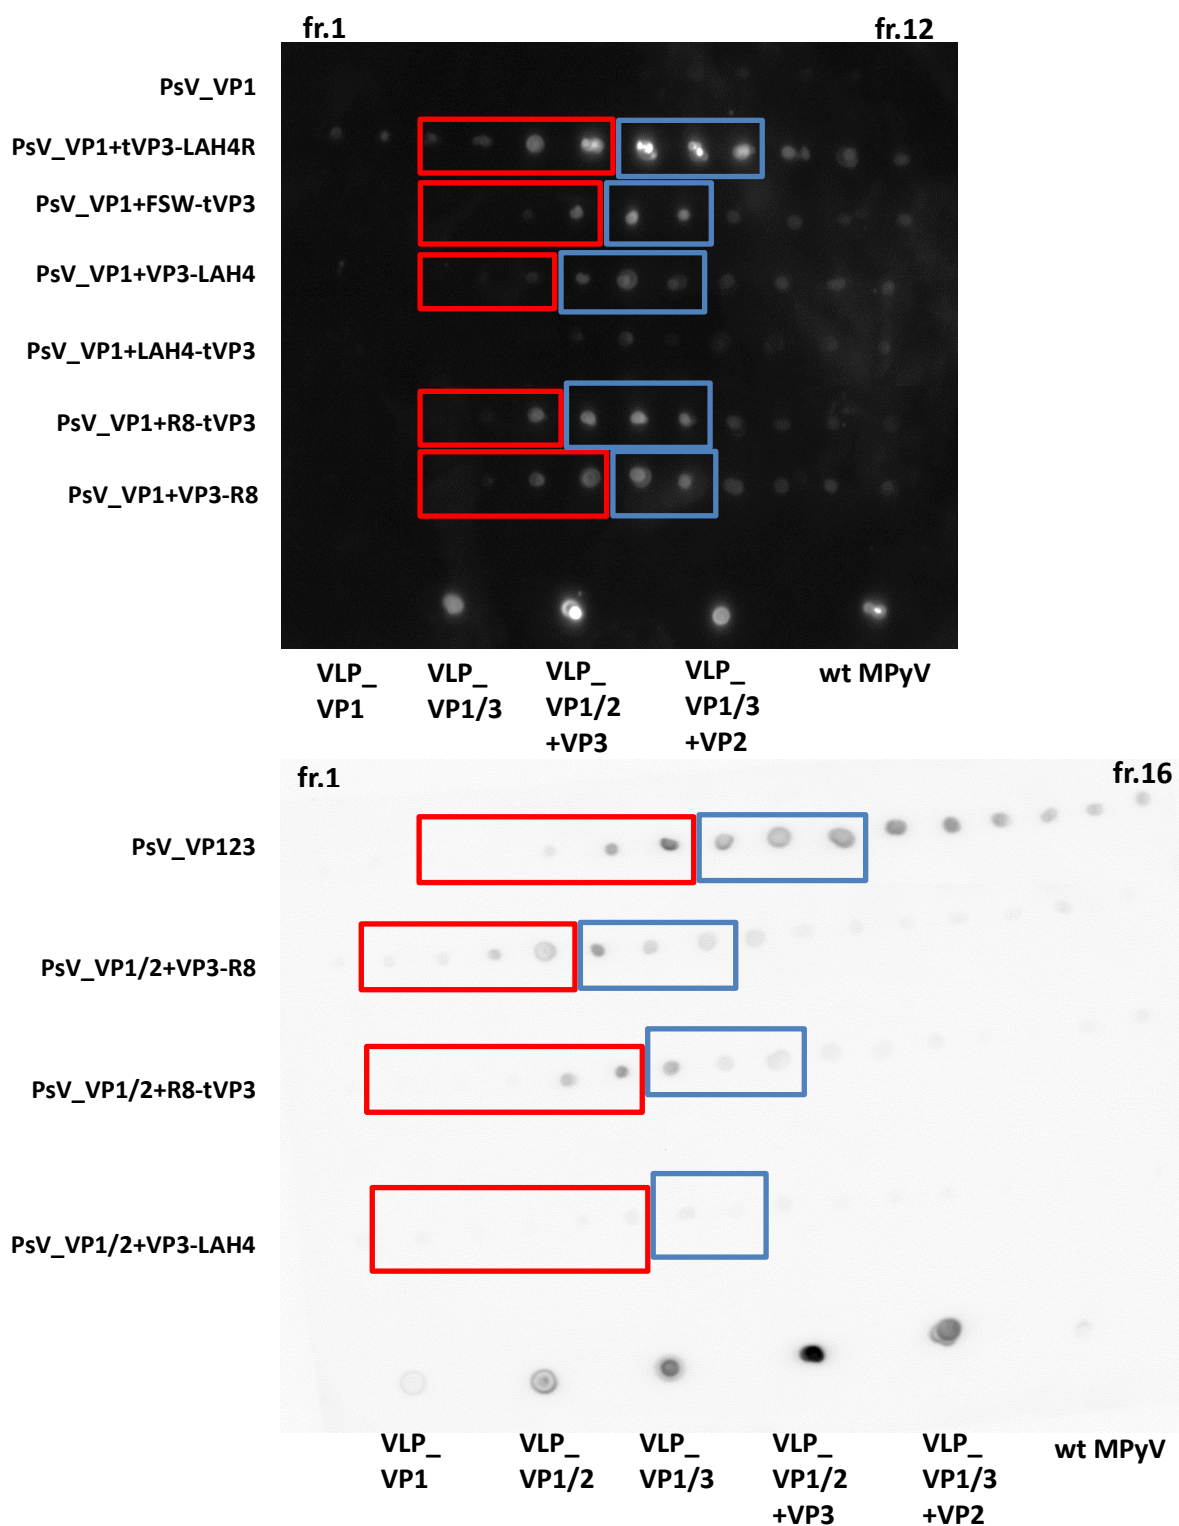 fr.1
fr.12
PsV_VP1
PsV_VP1+tVP3-LAH4R
PsV_VP1+FSW-tVP3
PsV_VP1+VP3-LAH4
PsV_VP1+LAH4-tVP3
PsV_VP1+R8-tVP3
PsV_VP1+VP3-R8
VLP_
VP1
VLP_
VP1/3
VLP_
VP1/2
+VP3
VLP_
VP1/3
+VP2
wt MPyV
fr.1
fr.16
PsV_VP123
PsV_VP1/2+VP3-R8
PsV_VP1/2+R8-tVP3
PsV_VP1/2+VP3-LAH4
VLP_
VP1
VLP_
VP1/2
VLP_
VP1/3
VLP_
VP1/2
+VP3
VLP_
VP1/3
+VP2
wt MPyV